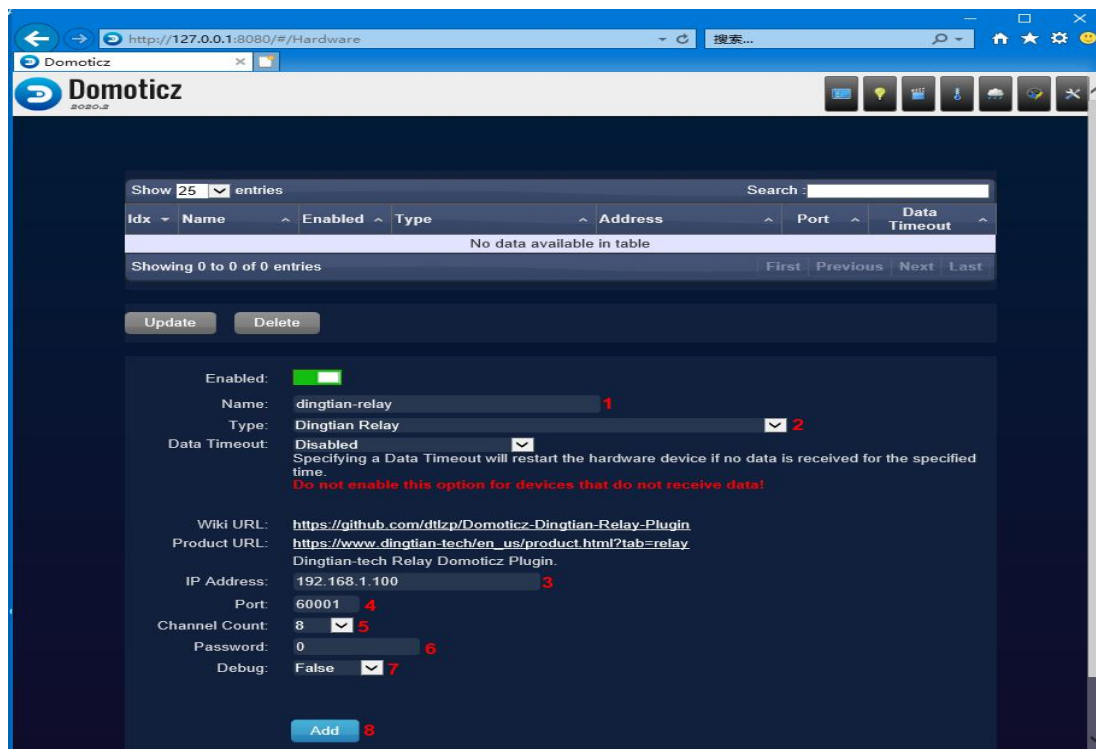 http://127.0.0.1:8080/#/Hardware
搜索...
Domoticz
Domoticz
2020.2
Show 25 entries Search :
Idx Name Enabled Type Address Port Data Timeout
No data available in table
Showing 0 to 0 of 0 entries First Previous Next Last
Update Delete
Enabled:
Name: dingtian-relay 1
Type: Dingtian Relay 2
Data Timeout: Disabled
Specifying a Data Timeout will restart the hardware device if no data is received for the specified
time.
Do not enable this option for devices that do not receive data!
Wiki URL: https://github.com/dtlzp/Domoticz-Dingtian-Relay-Plugin
Product URL: https://www.dingtian-tech/en_us/product.html?tab=relay
Dingtian-tech Relay Domoticz Plugin.
IP Address: 192.168.1.100 3
Port: 60001 4
Channel Count: 8 5
Password: 0 6
Debug: False 7
Add 8